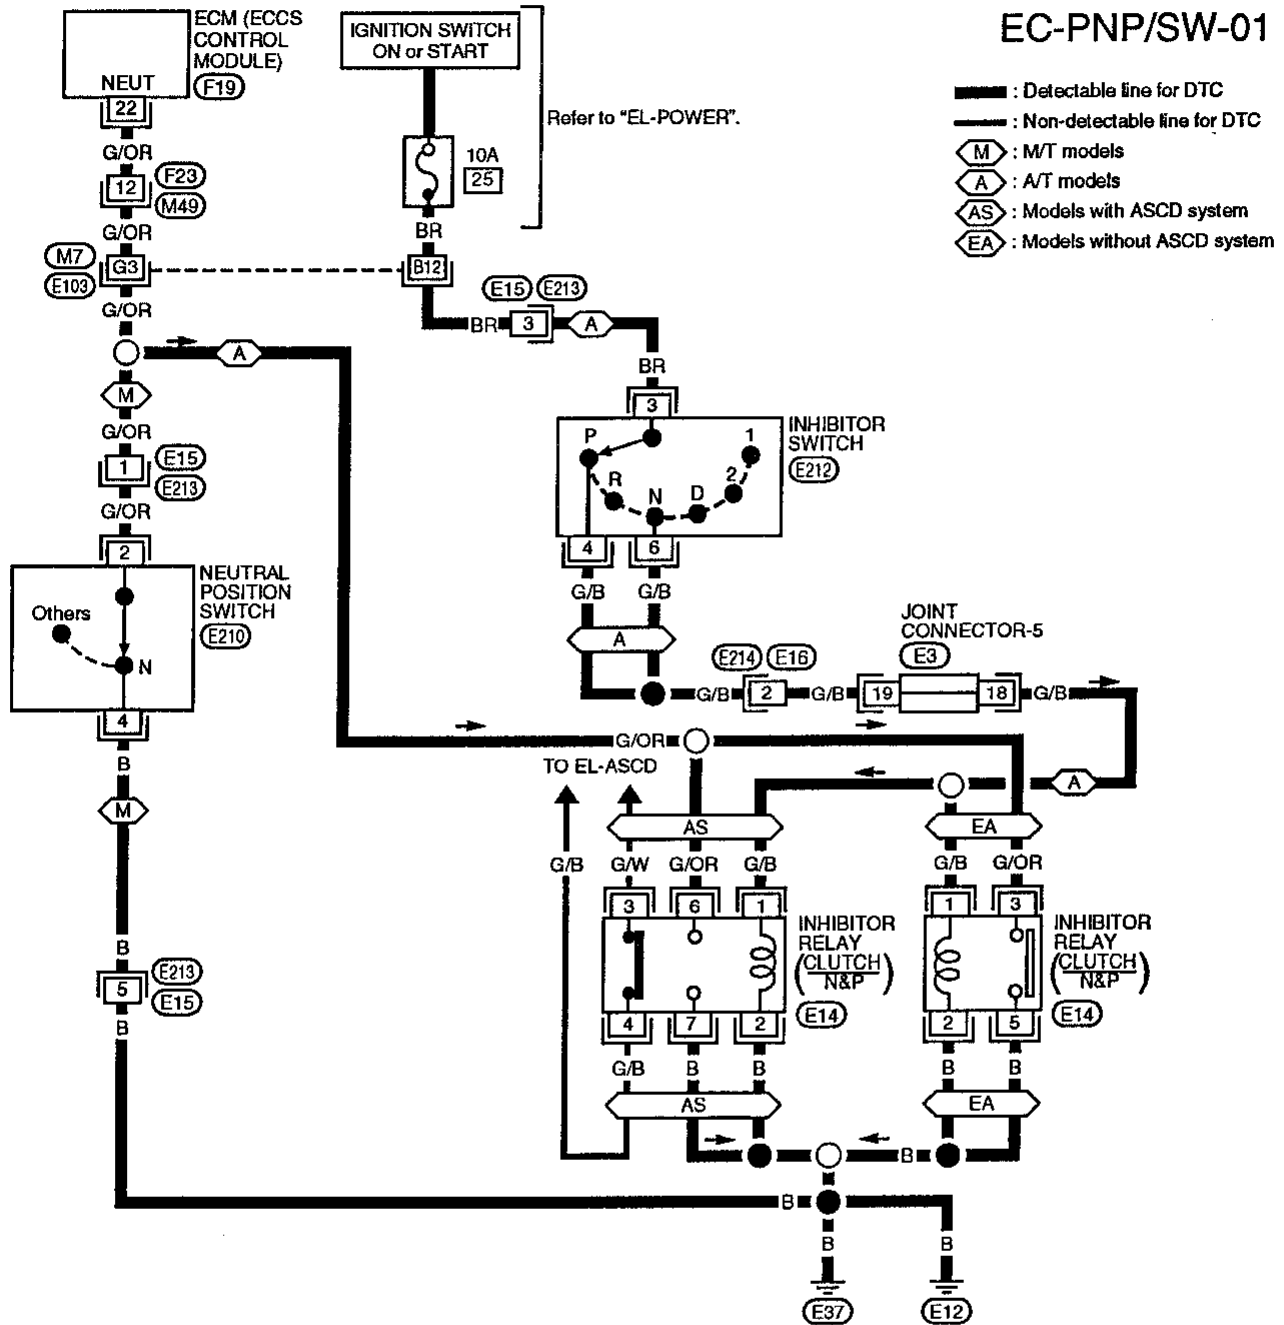 EC-PNP/SW-01
ECM (ECCS
CONTROL
MODULE)
F19
NEUT
22
G/OR
12
F23
M49
G/OR
M7
E103
G3
G/OR
IGNITION SWITCH
ON or START
Refer to "EL-POWER".
10A
25
BR
B12
: Detectable line for DTC
: Non-detectable line for DTC
M : M/T models
A : A/T models
AS : Models with ASCD system
EA : Models without ASCD system
E15 E213
BR 3 A
BR
3
A
M
G/OR
1
E15
E213
G/OR
2
NEUTRAL
POSITION
SWITCH
E210
Others
N
4
B
M
B
5
E213
E15
B
INHIBITOR
SWITCH
E212
P R N D 2 1
4 6
G/B G/B
A
JOINT
CONNECTOR-5
E3
E214 E16
G/B 2 G/B 19 18 G/B
G/OR
TO EL-ASCD
A
AS
EA
G/B G/W G/OR G/B
G/B G/OR
3 6 1
1 3
INHIBITOR
RELAY
(CLUTCH
N&P)
E14
INHIBITOR
RELAY
(CLUTCH
N&P)
E14
4 7 2
2 5
G/B B B
B B
AS
EA
B
B
B B
E37 E12